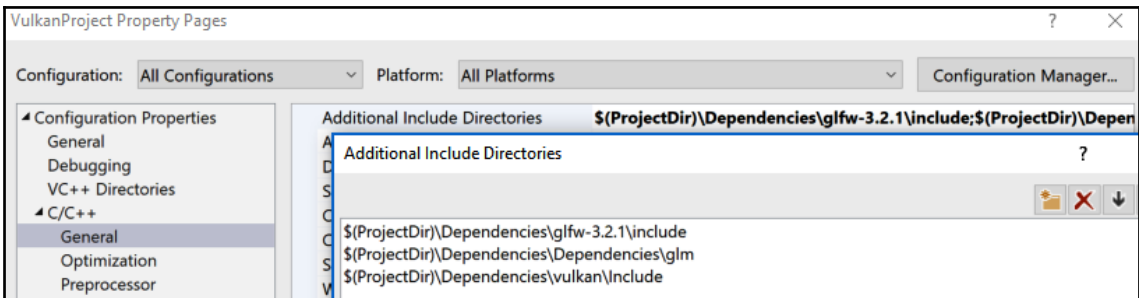 VulkanProject Property Pages ?
Configuration: All Configurations Platform: All Platforms Configuration Manager...
Configuration Properties
General
Debugging
VC++ Directories
C/C++
General
Optimization
Preprocessor
Additional Include Directories $(ProjectDir)\Dependencies\glfw-3.2.1\include;$(ProjectDir)\Depen
Additional Include Directories ?
$(ProjectDir)\Dependencies\glfw-3.2.1\include
$(ProjectDir)\Dependencies\Dependencies\glm
$(ProjectDir)\Dependencies\vulkan\Include